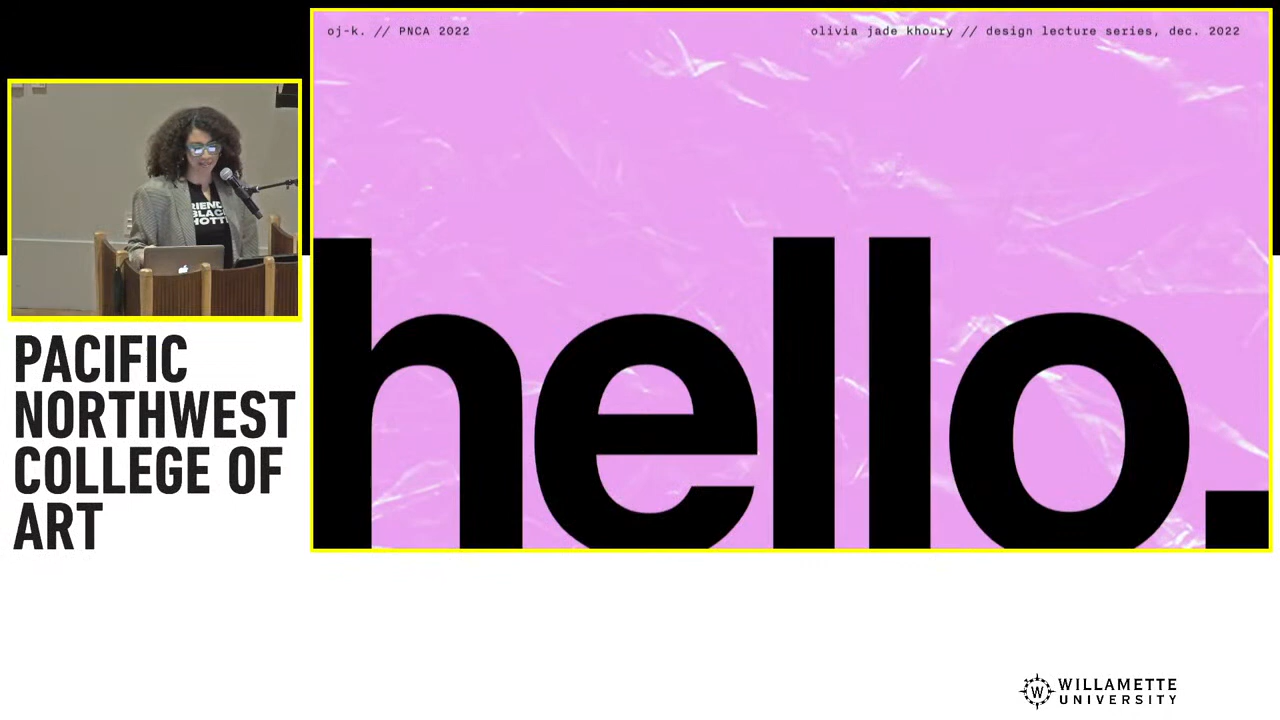 oj-k. // PNCA 2022
olivia jade khoury // design lecture series, dec. 2022
hello.
PACIFIC
NORTHWEST
COLLEGE OF
ART
W WILLAMETTE
UNIVERSITY